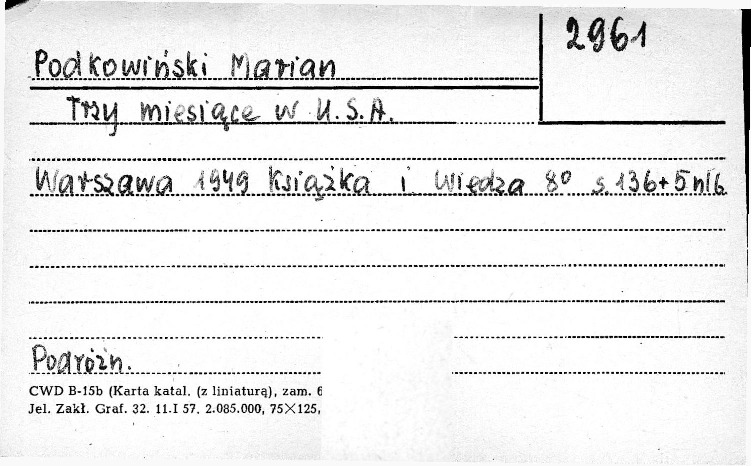 2961
Podkowiński Marian
Trzy miesiące w U.S.A.
Warszawa 1949 Książka i Wiedza 8° s. 136+5 nlb
Podróżn.
CWD B-15b (Karta katal. (z liniaturą), zam. 6
Jel. Zakł. Graf. 32. 11.I 57. 2.085.000, 75×125,